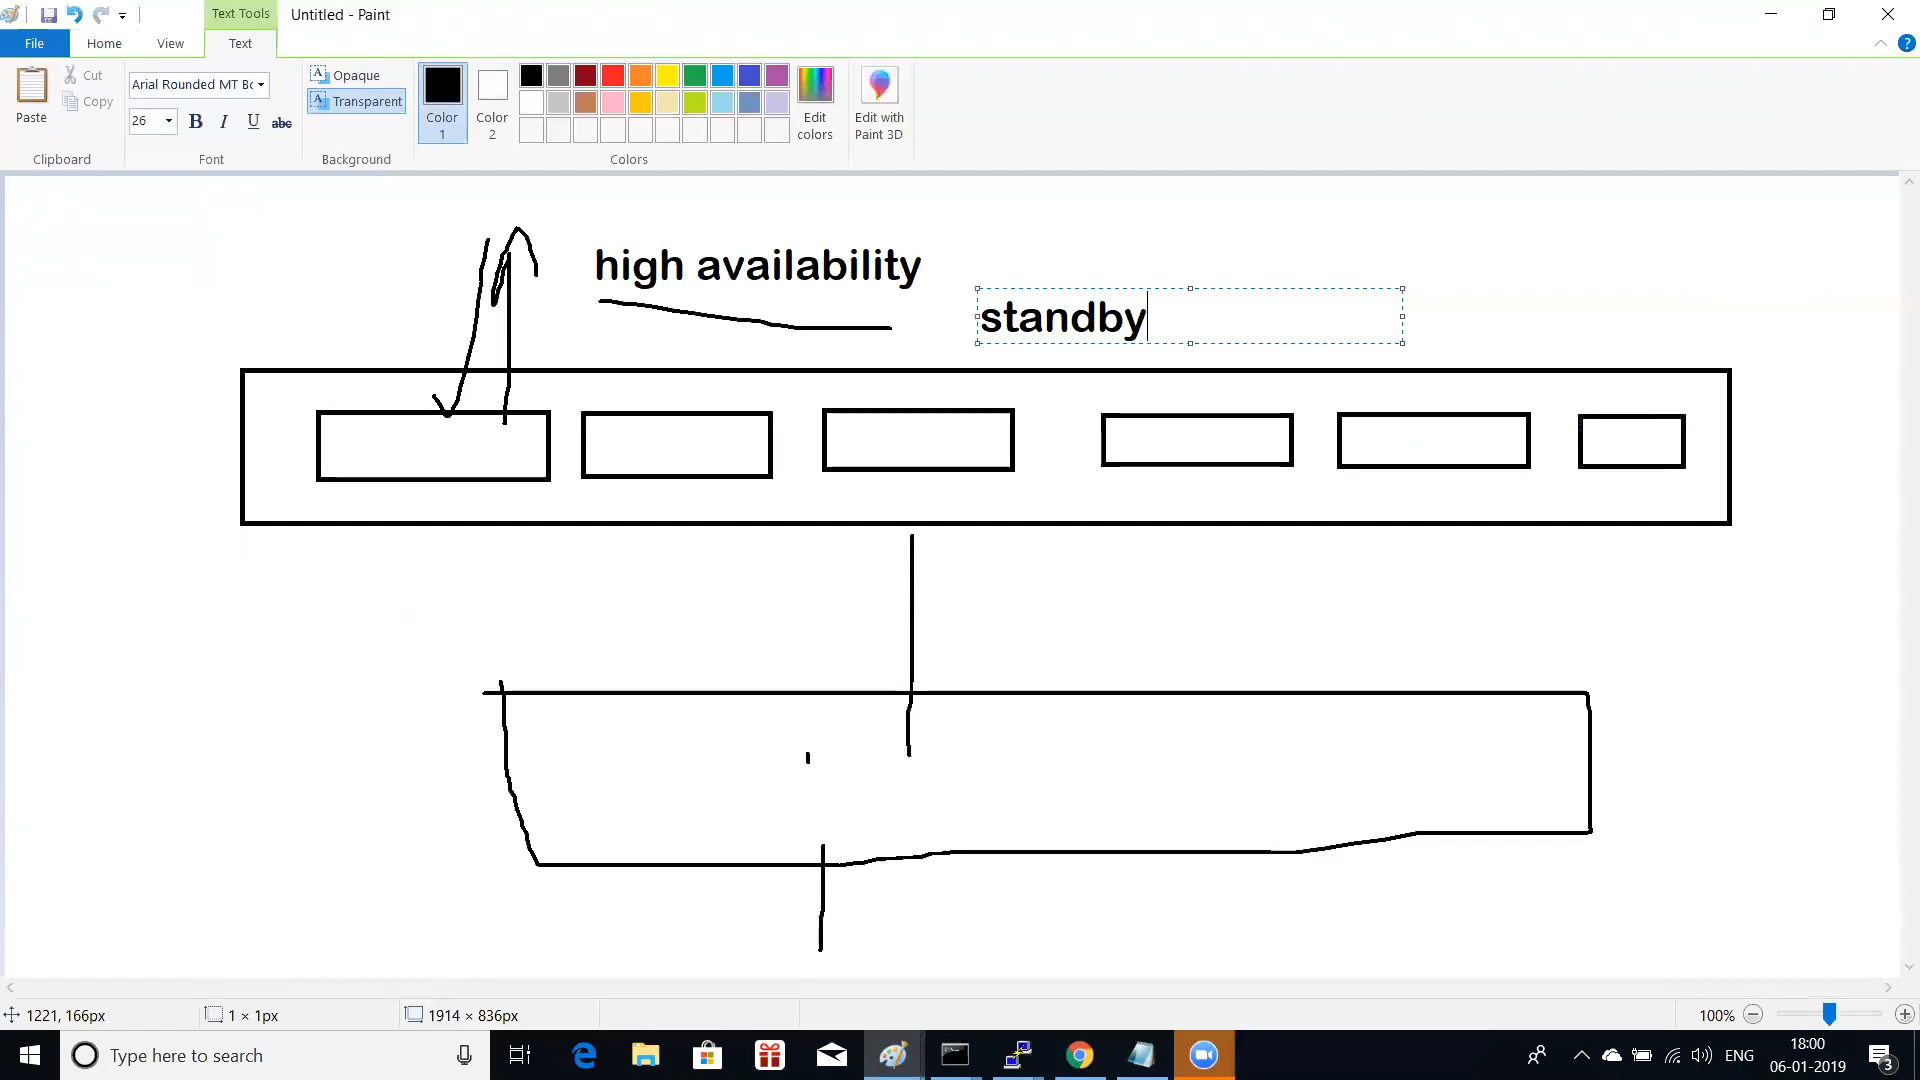 Text Tools
Untitled - Paint
File
Home
View
Text
Paste
Cut
Copy
Clipboard
Arial Rounded MT Bc
26
B I U abc
Font
Opaque
Transparent
Background
Color 1
Color 2
Colors
Edit colors
Edit with Paint 3D
high availability
standby
1221, 166px
1 × 1px
1914 × 836px
100%
Type here to search
ENG
18:00
06-01-2019
3